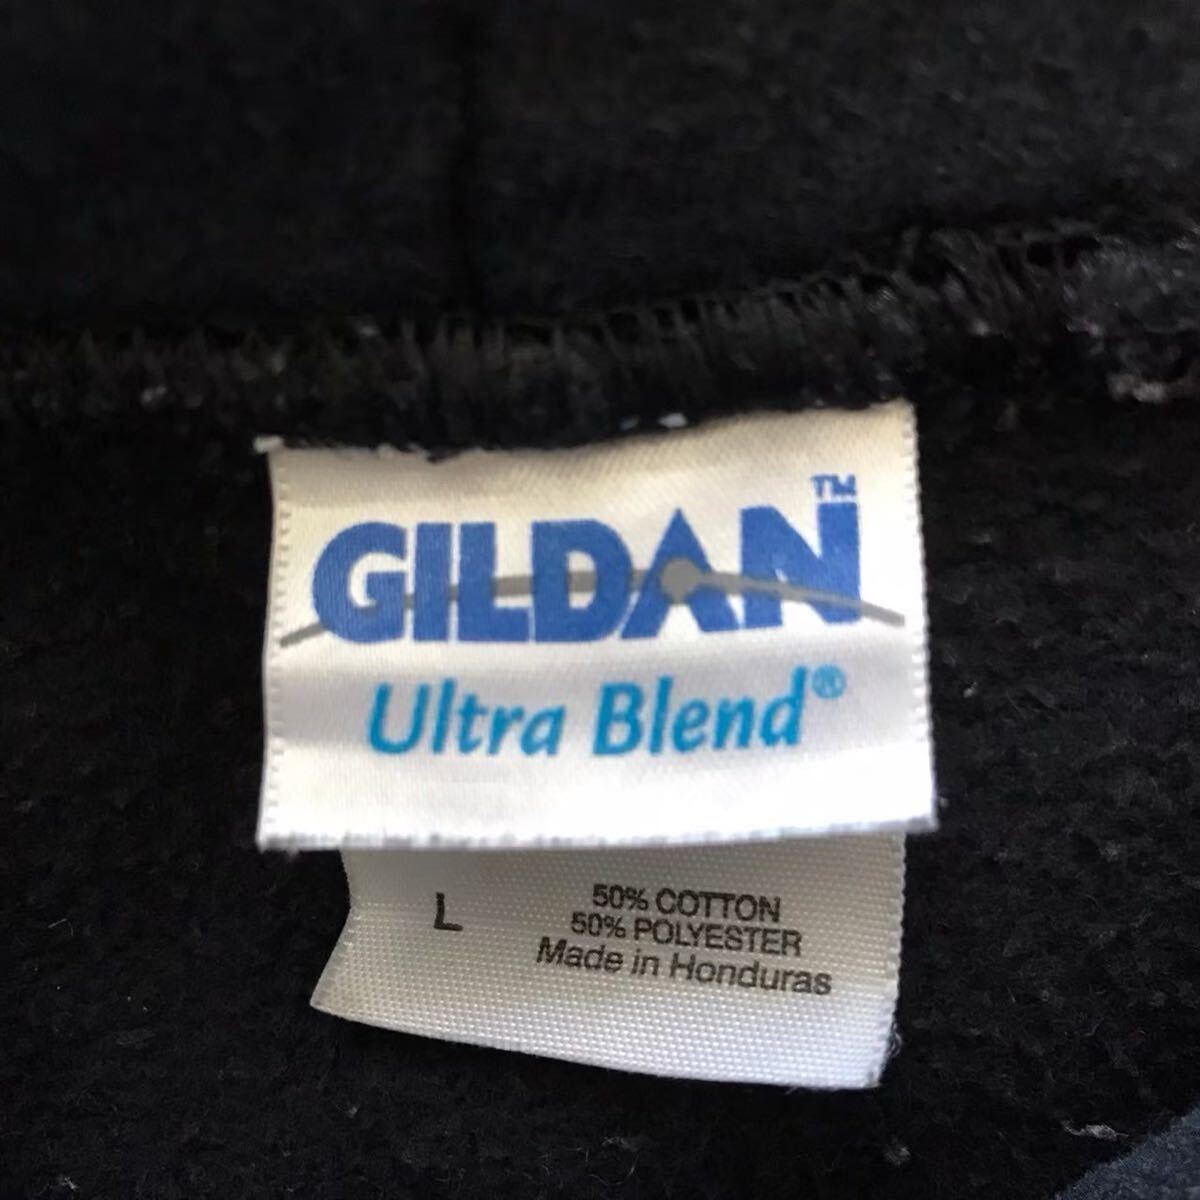 GILDAN™
Ultra Blend®
L
50% COTTON
50% POLYESTER
Made in Honduras